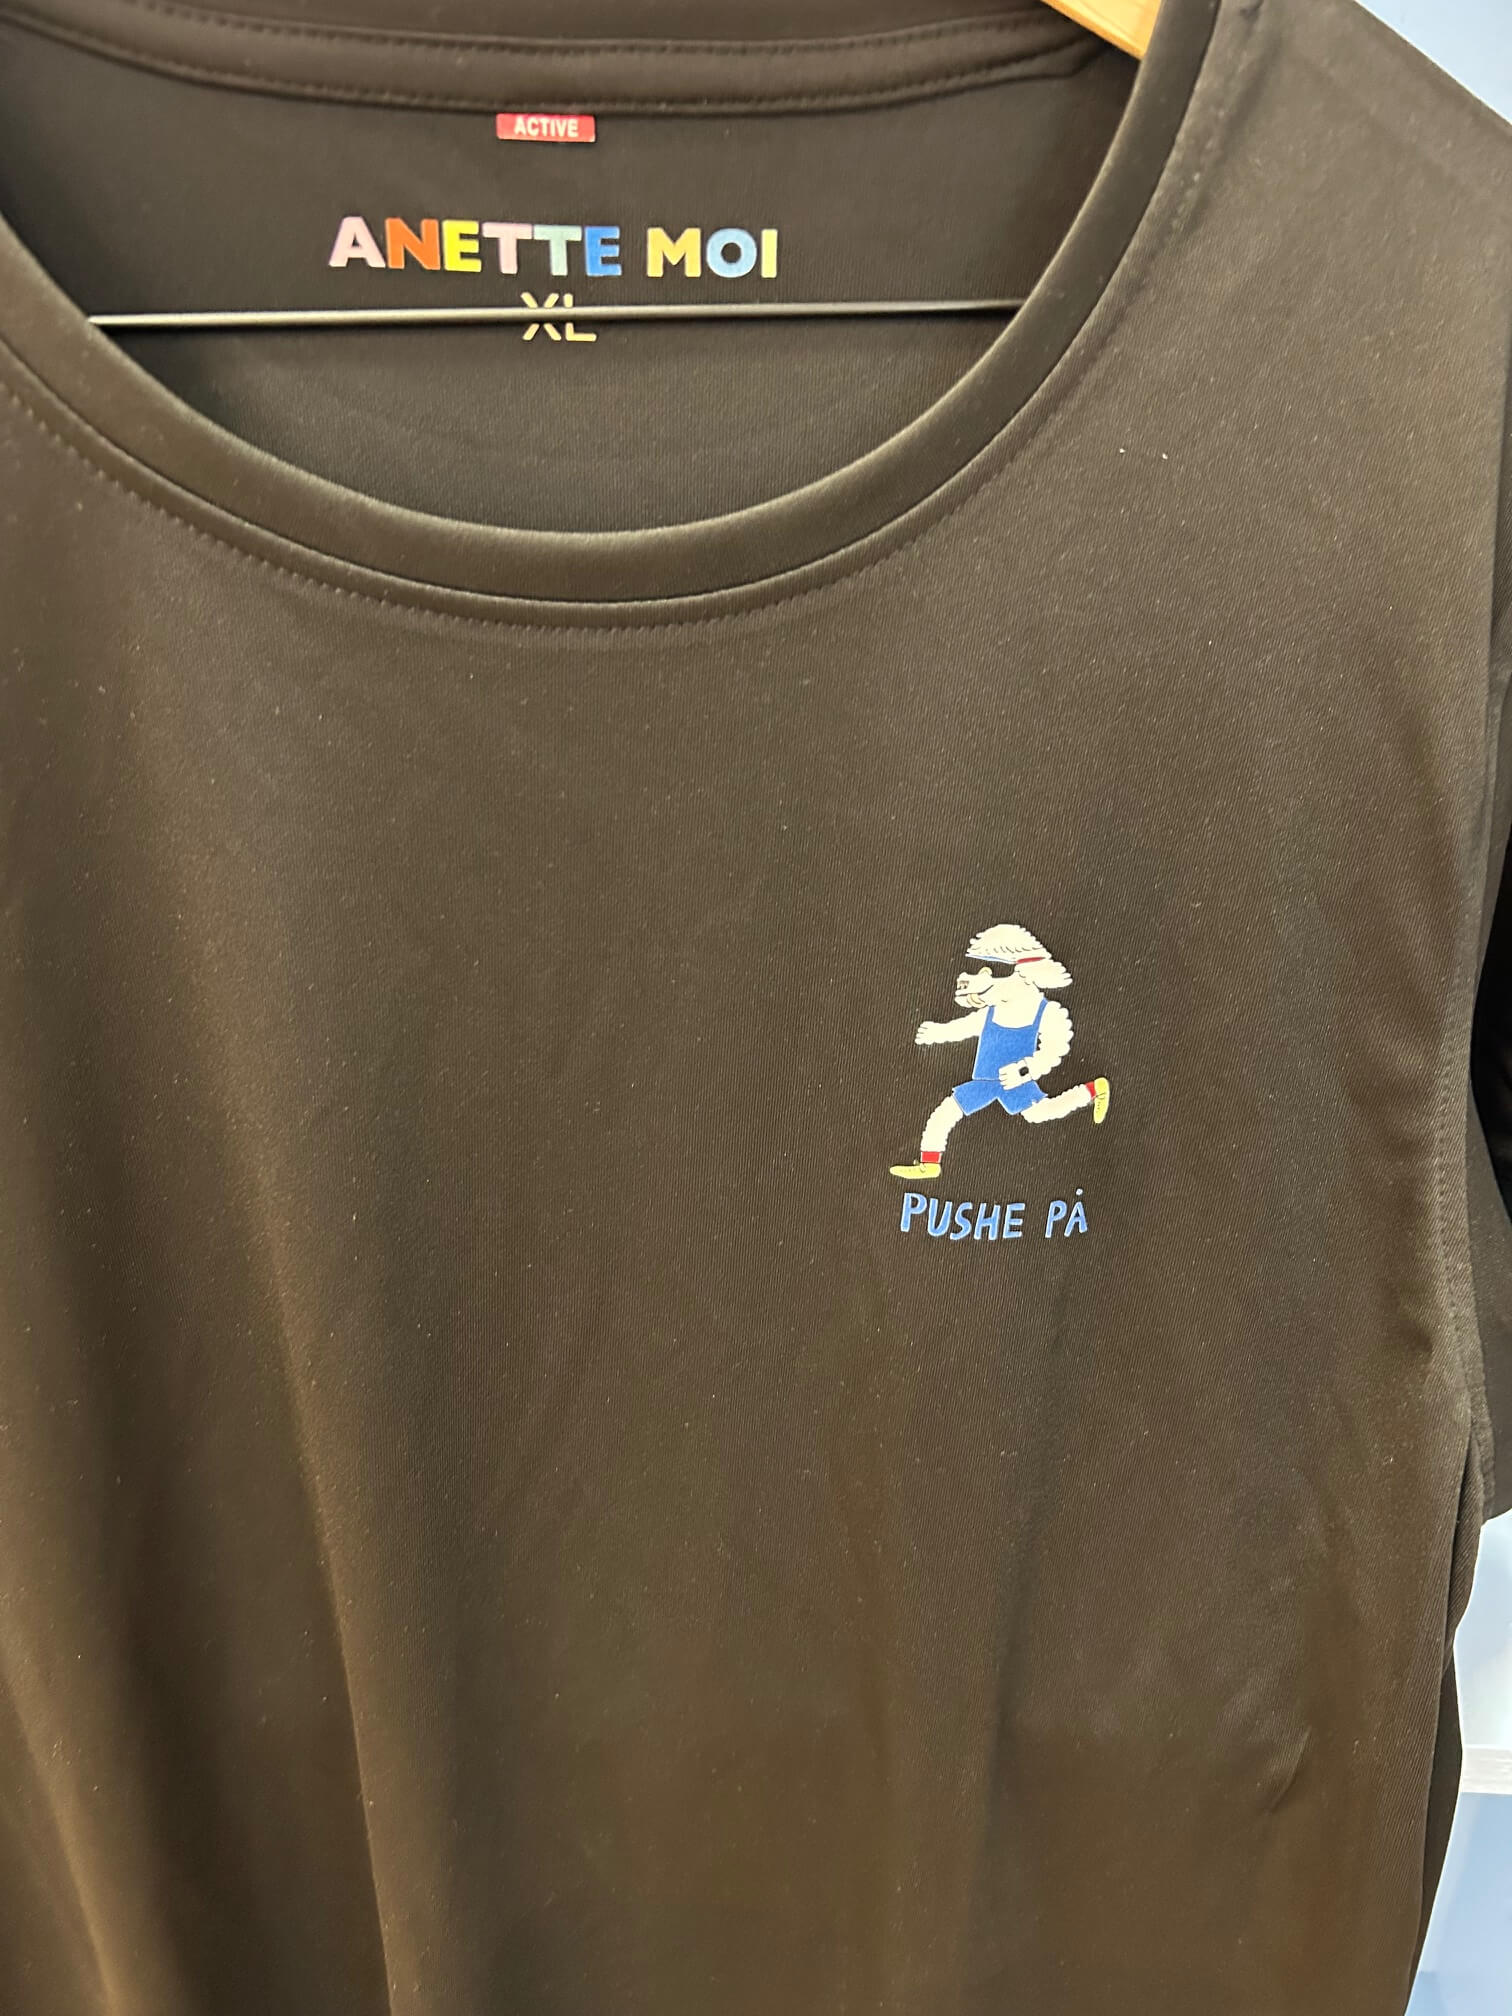 ACTIVE
ANETTE MOI
XL
PUSHE PÅ